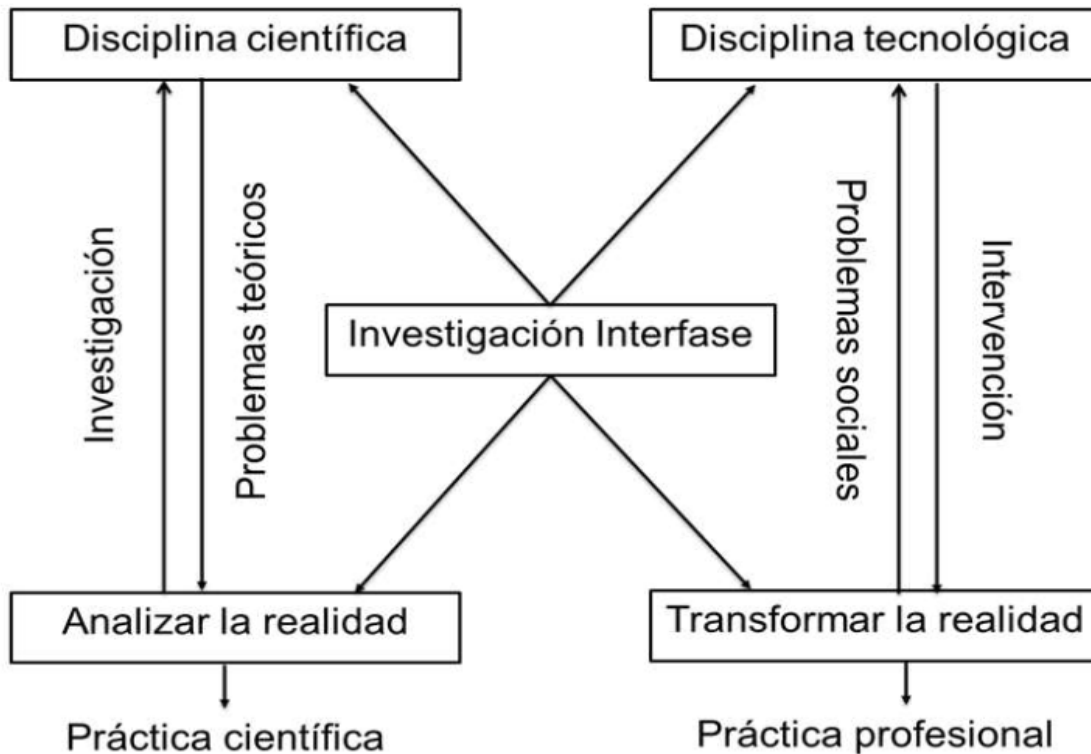 Disciplina científica
Disciplina tecnológica
Investigación
Problemas teóricos
Investigación Interfase
Problemas sociales
Intervención
Analizar la realidad
Transformar la realidad
Práctica científica
Práctica profesional